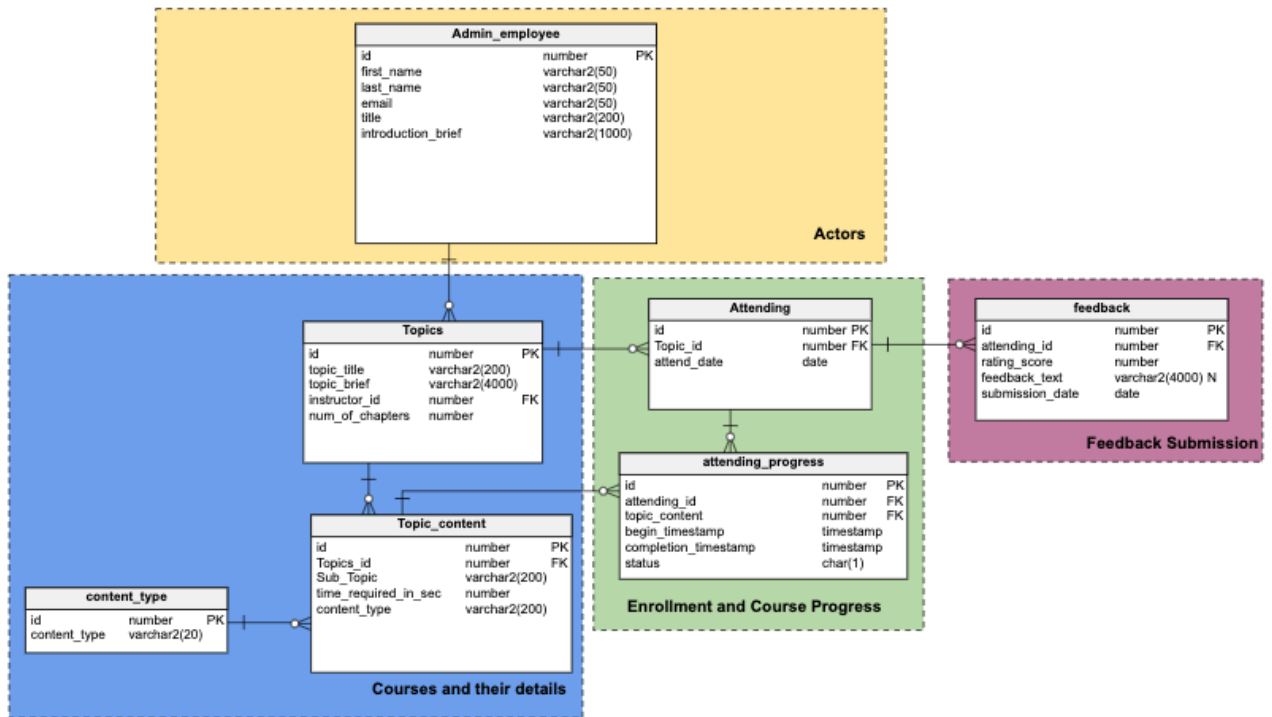 Admin_employee
id number PK
first_name varchar2(50)
last_name varchar2(50)
email varchar2(50)
title varchar2(200)
introduction_brief varchar2(1000)
Actors
Topics
id number PK
topic_title varchar2(200)
topic_brief varchar2(4000)
instructor_id number FK
num_of_chapters number
Topic_content
id number PK
Topics_id number FK
Sub_Topic varchar2(200)
time_required_in_sec number
content_type varchar2(200)
content_type
id number PK
content_type varchar2(20)
Courses and their details
Attending
id number PK
Topic_id number FK
attend_date date
attending_progress
id number PK
attending_id number FK
topic_content number FK
begin_timestamp timestamp
completion_timestamp timestamp
status char(1)
Enrollment and Course Progress
feedback
id number PK
attending_id number FK
rating_score number
feedback_text varchar2(4000) N
submission_date date
Feedback Submission